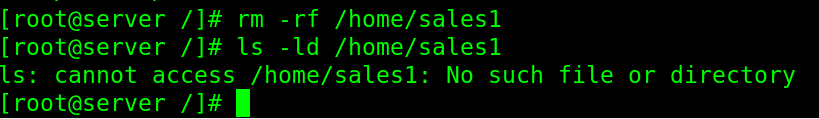 [root@server /]# rm -rf /home/sales1
[root@server /]# ls -ld /home/sales1
ls: cannot access /home/sales1: No such file or directory
[root@server /]#